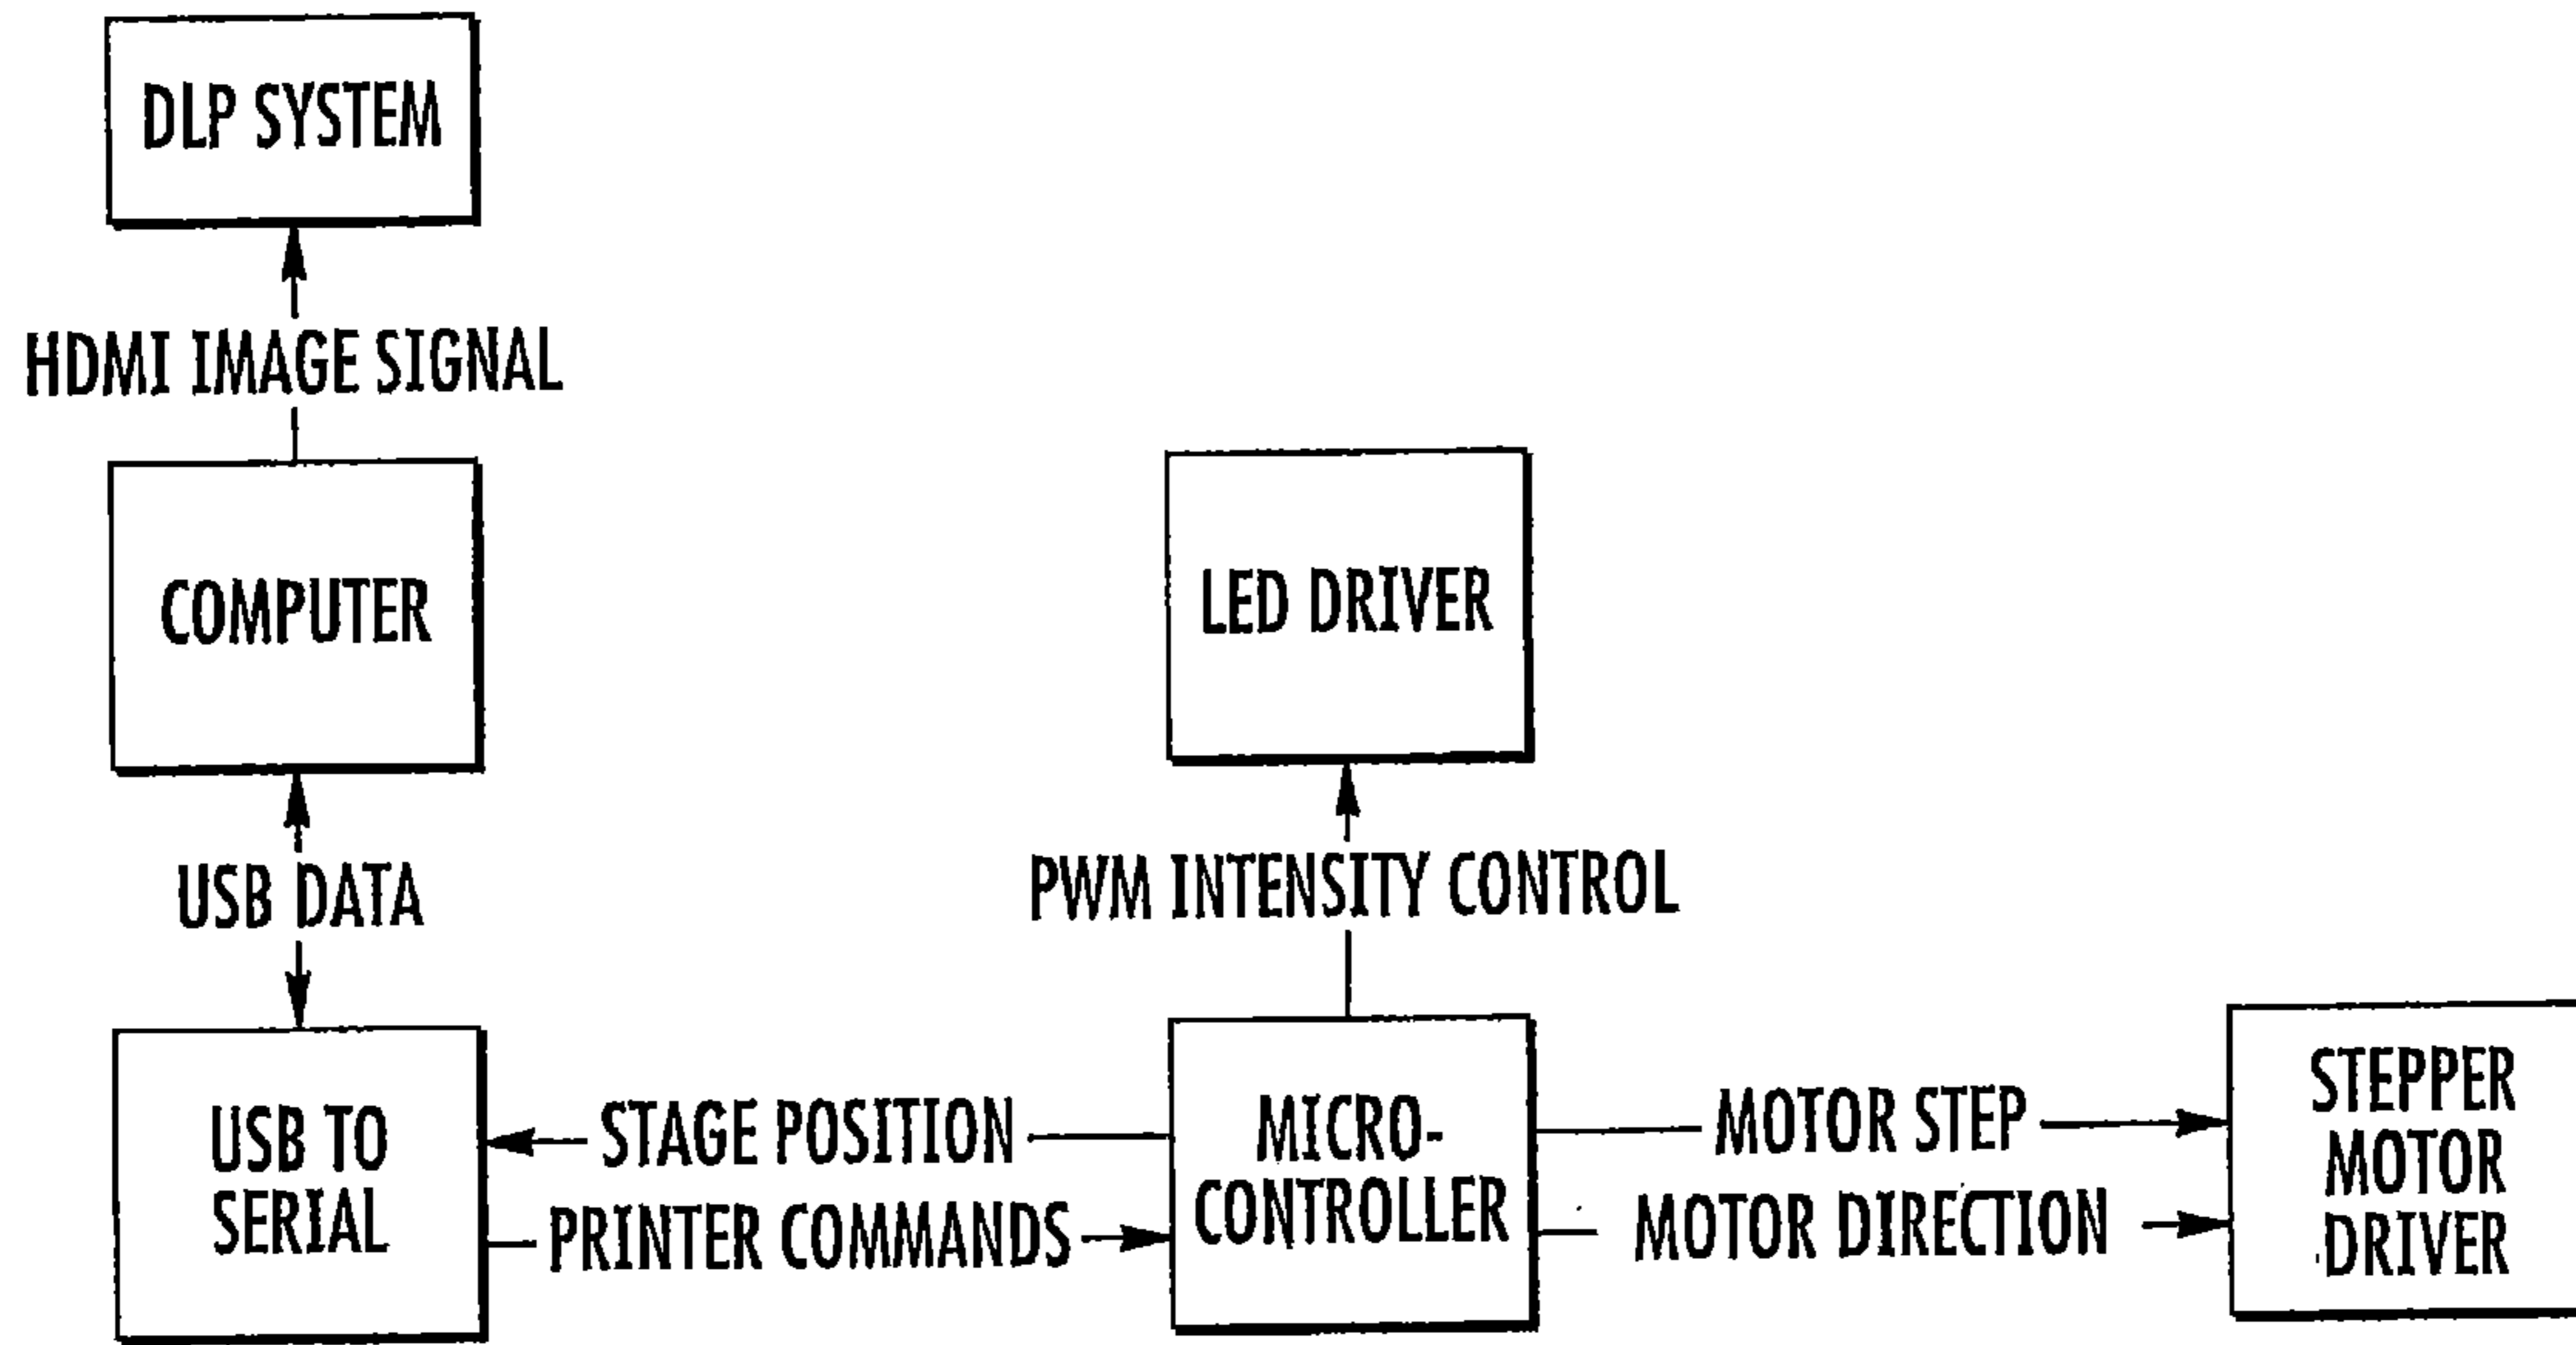 DLP SYSTEM
HDMI IMAGE SIGNAL
COMPUTER
LED DRIVER
USB DATA
PWM INTENSITY CONTROL
USB TO
SERIAL
STAGE POSITION
PRINTER COMMANDS
MICRO-
CONTROLLER
MOTOR STEP
MOTOR DIRECTION
STEPPER
MOTOR
DRIVER